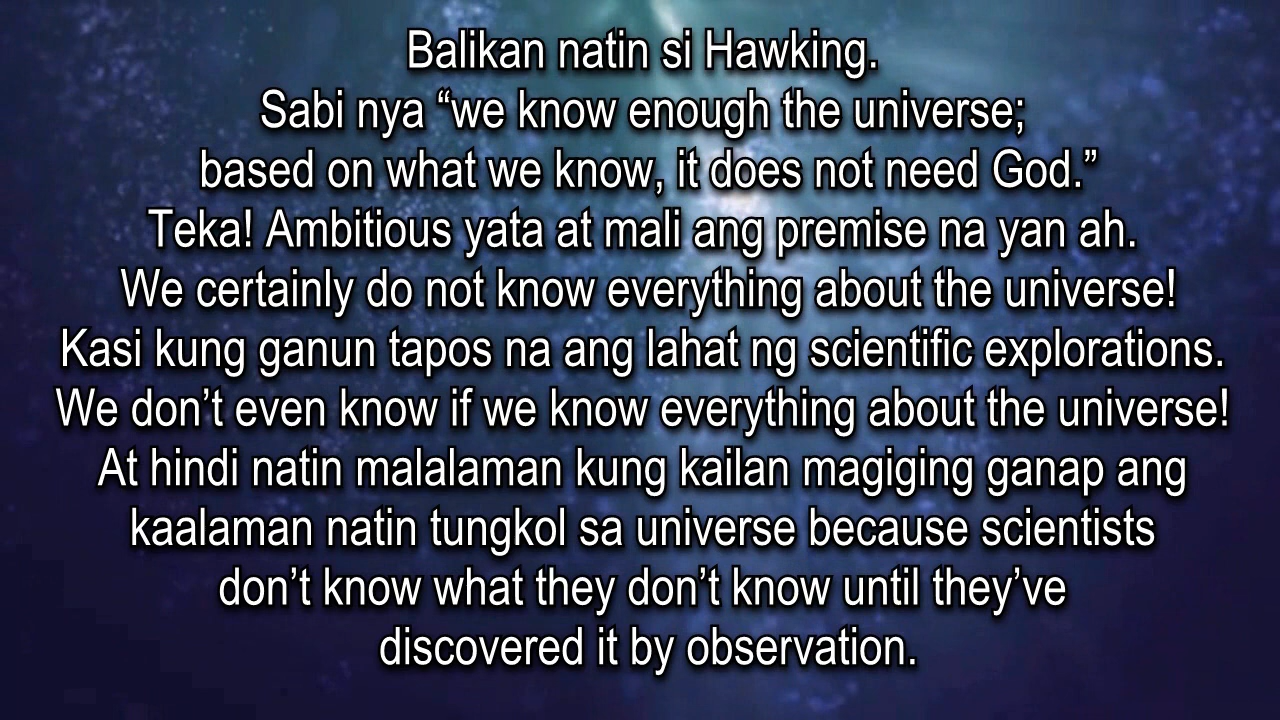 Balikan natin si Hawking.
Sabi nya “we know enough the universe;
based on what we know, it does not need God.”
Teka! Ambitious yata at mali ang premise na yan ah.
We certainly do not know everything about the universe!
Kasi kung ganun tapos na ang lahat ng scientific explorations.
We don’t even know if we know everything about the universe!
At hindi natin malalaman kung kailan magiging ganap ang
kaalaman natin tungkol sa universe because scientists
don’t know what they don’t know until they’ve
discovered it by observation.